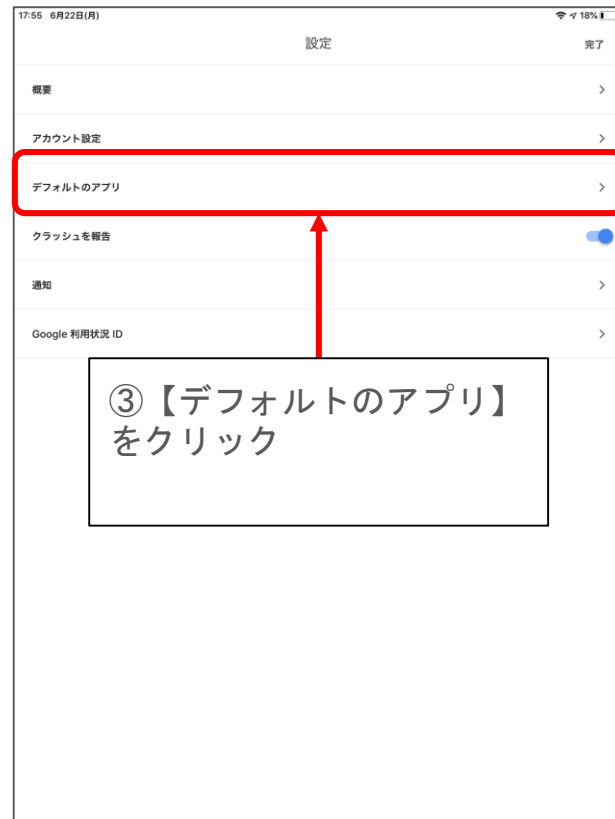 17:55 6月22日(月) 18%
設定 完了
概要
アカウント設定
デフォルトのアプリ
クラッシュを報告
通知
Google 利用状況 ID
③【デフォルトのアプリ】
をクリック